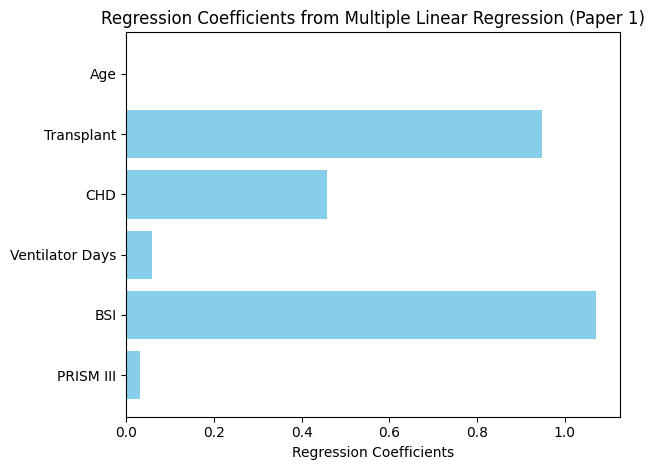 Regression Coefficients from Multiple Linear Regression (Paper 1)
Age
Transplant
CHD
Ventilator Days
BSI
PRISM III
0.0 0.2 0.4 0.6 0.8 1.0
Regression Coefficients